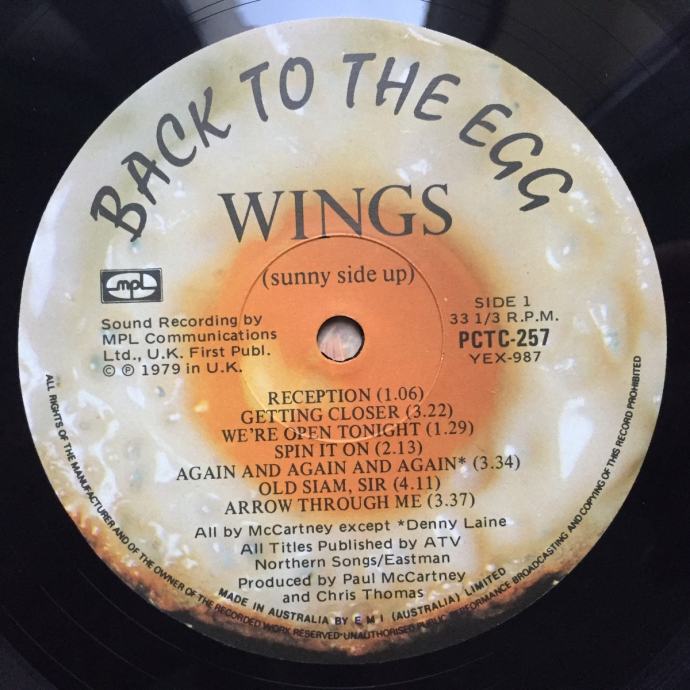 BACK TO THE EGG
WINGS
(sunny side up)
mpl
Sound Recording by
MPL Communications
Ltd., U.K. First Publ.
© ℗ 1979 in U.K.
SIDE 1
33 1/3 R.P.M.
PCTC-257
YEX-987
RECEPTION (1.06)
GETTING CLOSER (3.22)
WE'RE OPEN TONIGHT (1.29)
SPIN IT ON (2.13)
AGAIN AND AGAIN AND AGAIN* (3.34)
OLD SIAM, SIR (4.11)
ARROW THROUGH ME (3.37)
All by McCartney except *Denny Laine
All Titles Published by ATV
Northern Songs/Eastman
Produced by Paul McCartney
and Chris Thomas
MADE IN AUSTRALIA BY E M I (AUSTRALIA) LIMITED
ALL RIGHTS OF THE MANUFACTURER AND OF THE OWNER OF THE RECORDED WORK RESERVED·UNAUTHORISED PUBLIC PERFORMANCE BROADCASTING AND COPYING OF THIS RECORD PROHIBITED